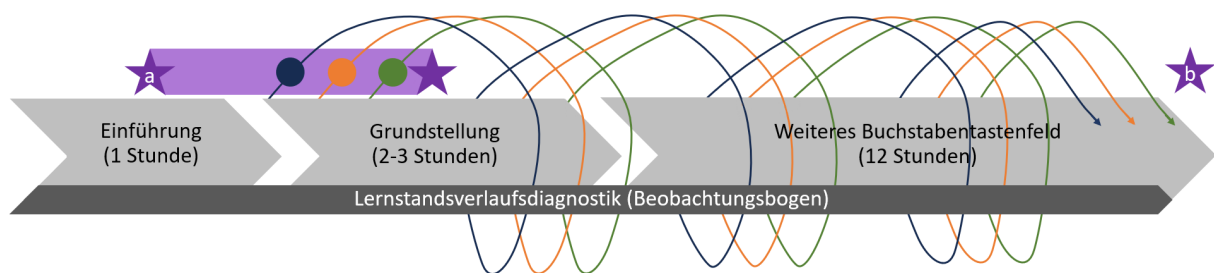 a
b
Einführung
(1 Stunde)
Grundstellung
(2-3 Stunden)
Weiteres Buchstabentastenfeld
(12 Stunden)
Lernstandsverlaufsdiagnostik (Beobachtungsbogen)